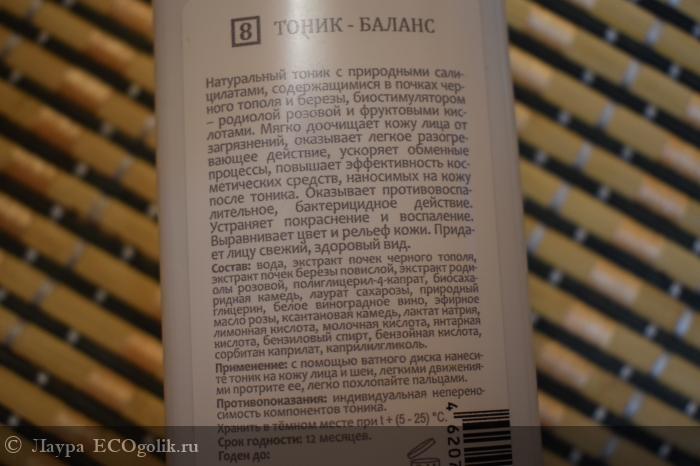 8 ТОНИК - БАЛАНС
Натуральный тоник с природными сали-
цилатами, содержащимися в почках чер-
ного тополя и березы, биостимулятором
– родиолой розовой и фруктовыми кис-
лотами. Мягко доочищает кожу лица от
загрязнений, оказывает легкое разогре-
вающее действие, ускоряет обменные
процессы, повышает эффективность кос-
метических средств, наносимых на кожу
после тоника. Оказывает противовоспа-
лительное, бактерицидное действие.
Устраняет покраснение и воспаление.
Выравнивает цвет и рельеф кожи. Прида-
ет лицу свежий, здоровый вид.
Состав: вода, экстракт почек черного тополя,
экстракт почек березы повислой, экстракт роди-
олы розовой, полиглицерил-4-капрат, биосаха-
ридная камедь, лаурат сахарозы, природный
глицерин, белое виноградное вино, эфирное
масло розы, ксантановая камедь, лактат натрия,
лимонная кислота, молочная кислота, янтарная
кислота, бензиловый спирт, бензойная кислота,
сорбитан каприлат, каприлилгликоль.
Применение: с помощью ватного диска нанеси-
те тоник на кожу лица и шеи, легкими движения-
ми протрите ее, легко похлопайте пальцами.
Противопоказания: индивидуальная неперено-
симость компонентов тоника.
Хранить в тёмном месте при t + (5 - 25) °С.
Срок годности: 12 месяцев.
Годен до:
© Лаура ECOgolik.ru